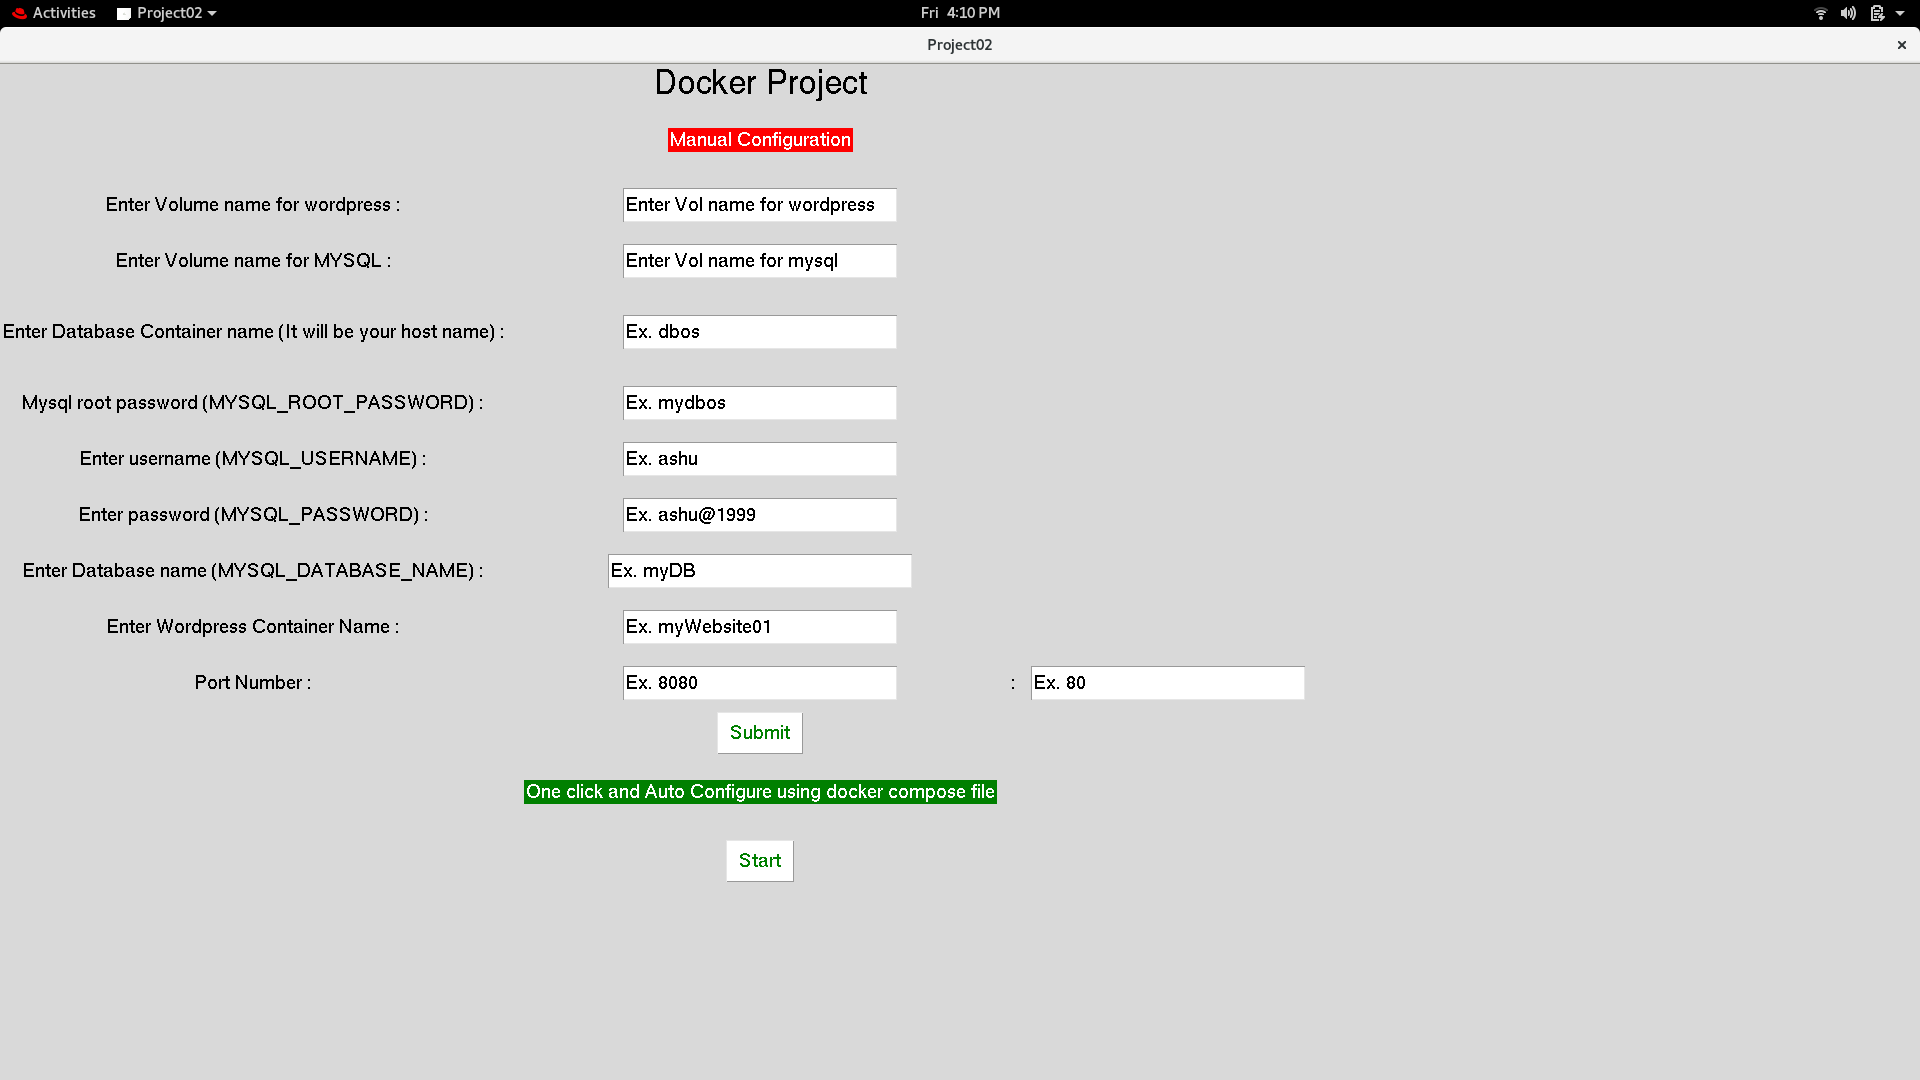 Activities Project02 Fri 4:10 PM
Project02
Docker Project
Manual Configuration
Enter Volume name for wordpress : Enter Vol name for wordpress
Enter Volume name for MYSQL : Enter Vol name for mysql
Enter Database Container name (It will be your host name) : Ex. dbos
Mysql root password (MYSQL_ROOT_PASSWORD) : Ex. mydbos
Enter username (MYSQL_USERNAME) : Ex. ashu
Enter password (MYSQL_PASSWORD) : Ex. ashu@1999
Enter Database name (MYSQL_DATABASE_NAME) : Ex. myDB
Enter Wordpress Container Name : Ex. myWebsite01
Port Number : Ex. 8080 : Ex. 80
Submit
One click and Auto Configure using docker compose file
Start